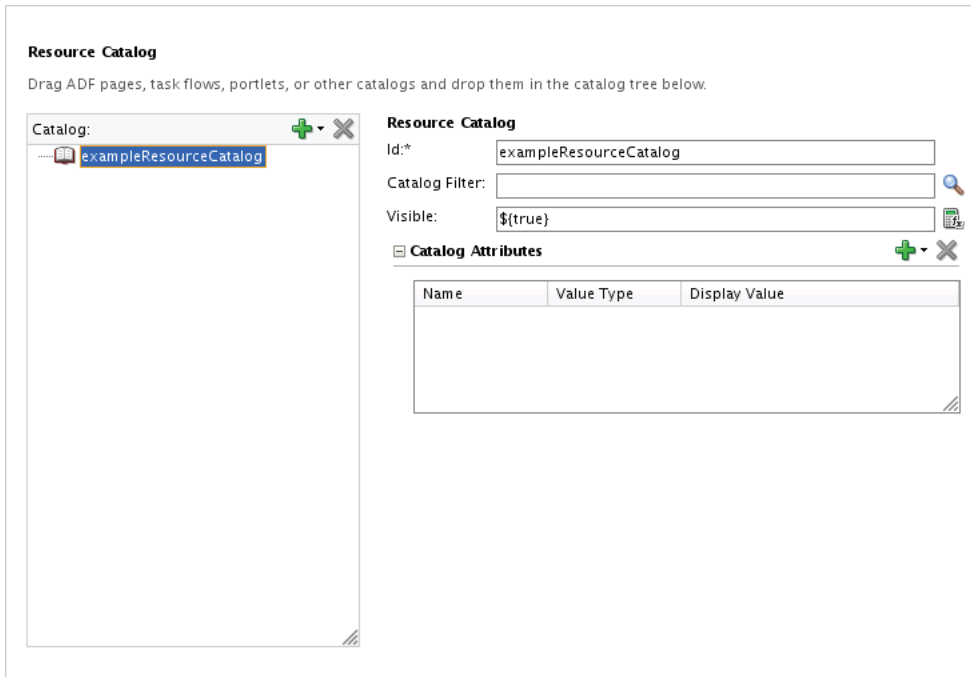 Resource Catalog
Drag ADF pages, task flows, portlets, or other catalogs and drop them in the catalog tree below.
Catalog:
exampleResourceCatalog
Resource Catalog
Id:* exampleResourceCatalog
Catalog Filter:
Visible: ${true}
Catalog Attributes
Name Value Type Display Value